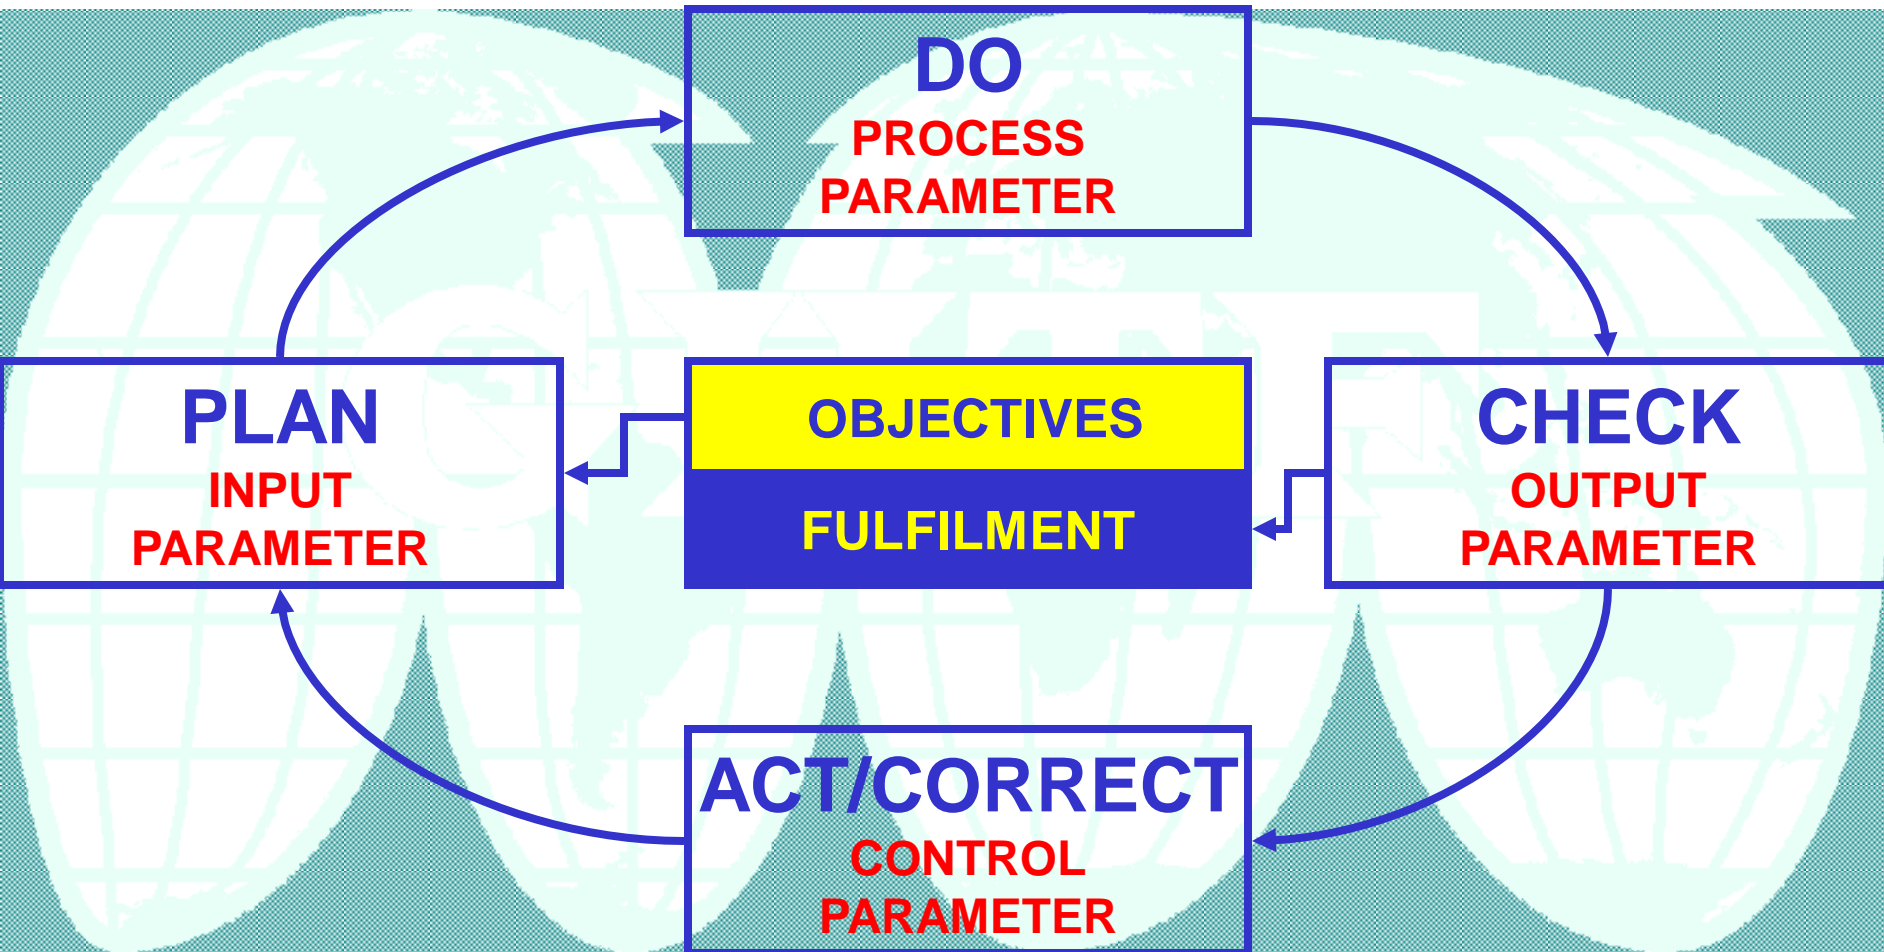 DO
PROCESS
PARAMETER
PLAN
INPUT
PARAMETER
OBJECTIVES
FULFILMENT
CHECK
OUTPUT
PARAMETER
ACT/CORRECT
CONTROL
PARAMETER